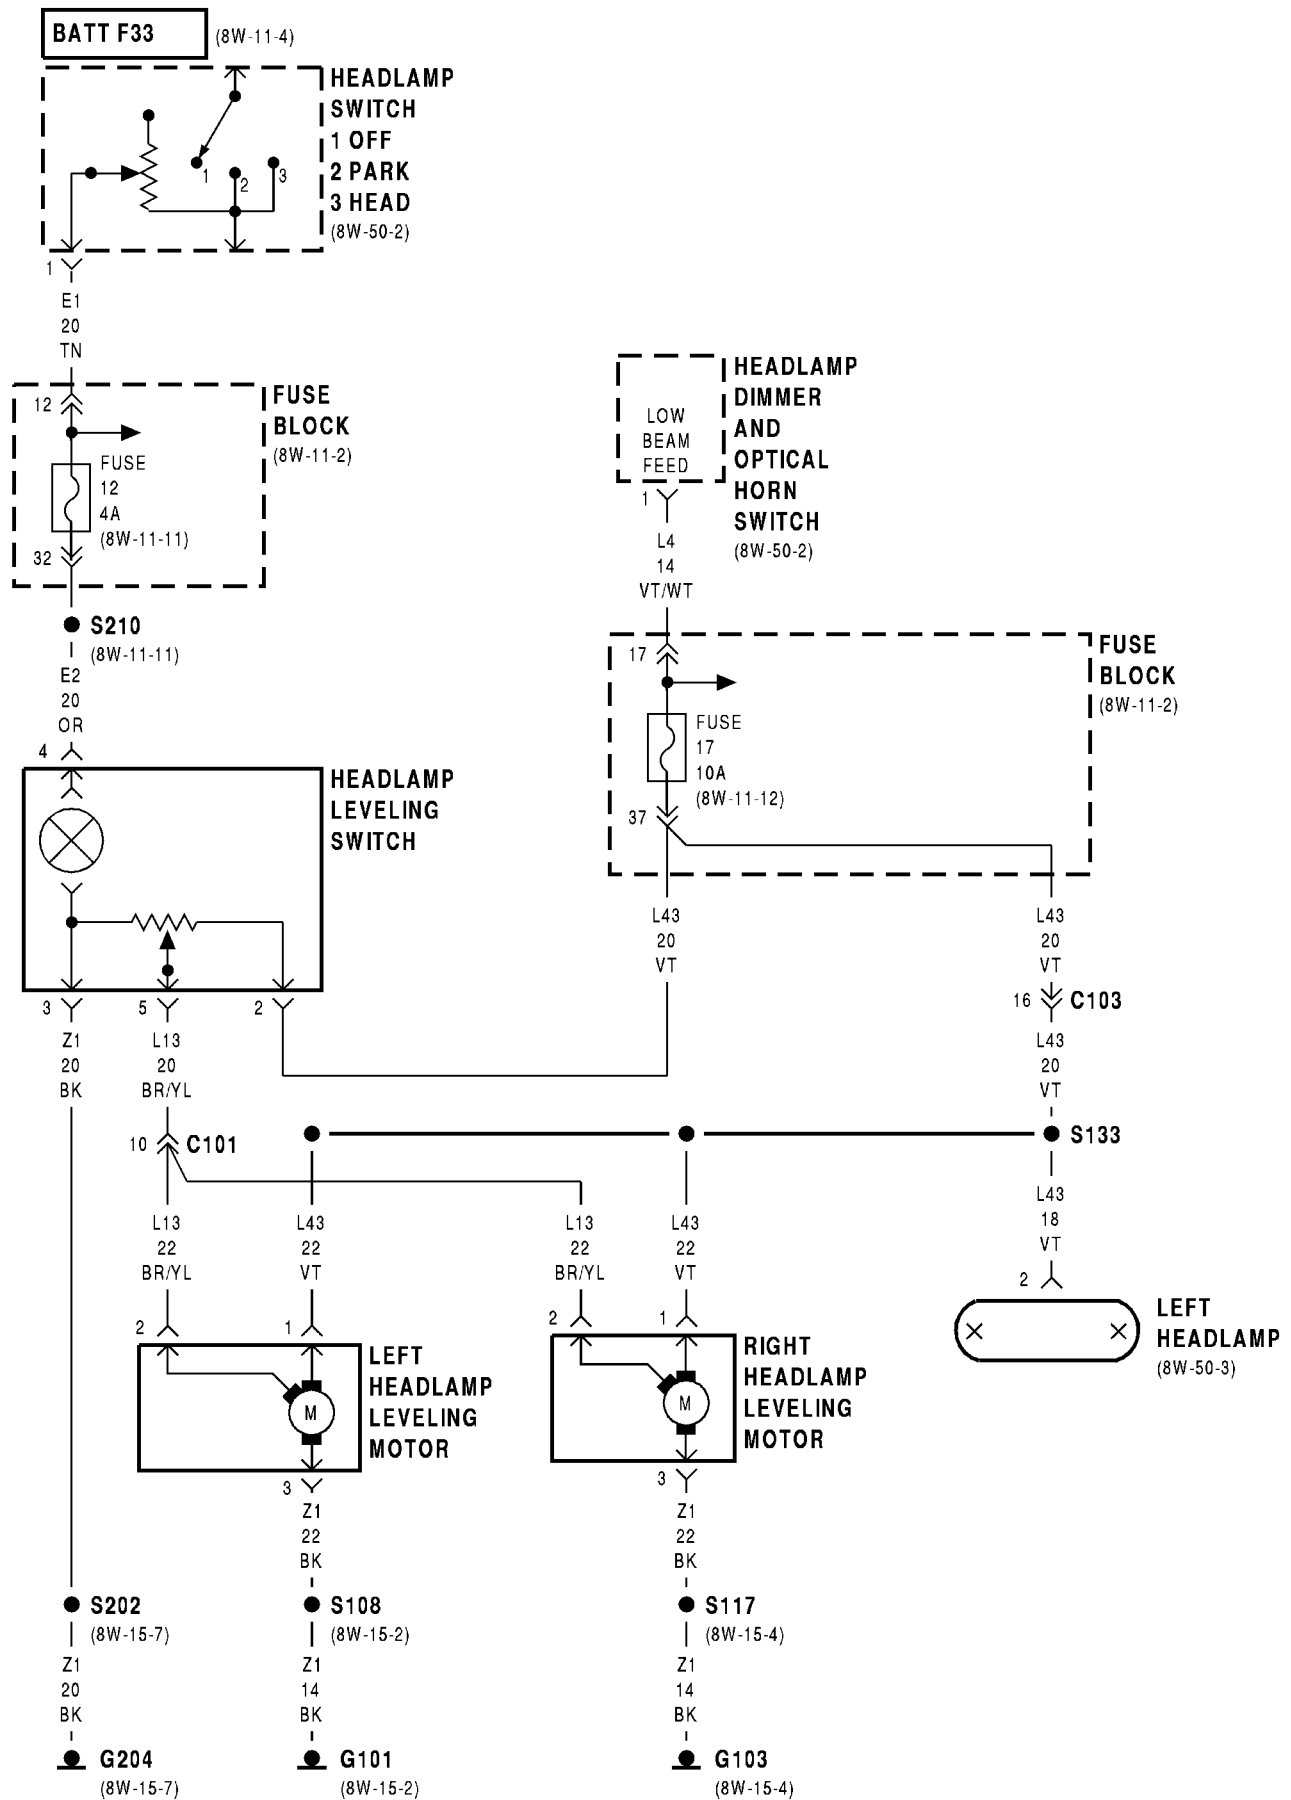 BATT F33
(8W-11-4)
HEADLAMP
SWITCH
1 OFF
2 PARK
3 HEAD
(8W-50-2)
1
2
3
1
E1
20
TN
12
FUSE
BLOCK
(8W-11-2)
FUSE
12
4A
(8W-11-11)
32
S210
(8W-11-11)
E2
20
OR
4
HEADLAMP
LEVELING
SWITCH
3
5
2
Z1
20
BK
L13
20
BR/YL
HEADLAMP
DIMMER
AND
OPTICAL
HORN
SWITCH
(8W-50-2)
LOW
BEAM
FEED
1
L4
14
VT/WT
17
FUSE
BLOCK
(8W-11-2)
FUSE
17
10A
(8W-11-12)
37
L43
20
VT
L43
20
VT
16
C103
L43
20
VT
10
C101
S133
L13
22
BR/YL
L43
22
VT
L13
22
BR/YL
L43
22
VT
L43
18
VT
2
LEFT
HEADLAMP
(8W-50-3)
2
1
LEFT
HEADLAMP
LEVELING
MOTOR
M
3
2
1
RIGHT
HEADLAMP
LEVELING
MOTOR
M
3
Z1
22
BK
Z1
22
BK
S202
(8W-15-7)
S108
(8W-15-2)
S117
(8W-15-4)
Z1
20
BK
Z1
14
BK
Z1
14
BK
G204
(8W-15-7)
G101
(8W-15-2)
G103
(8W-15-4)